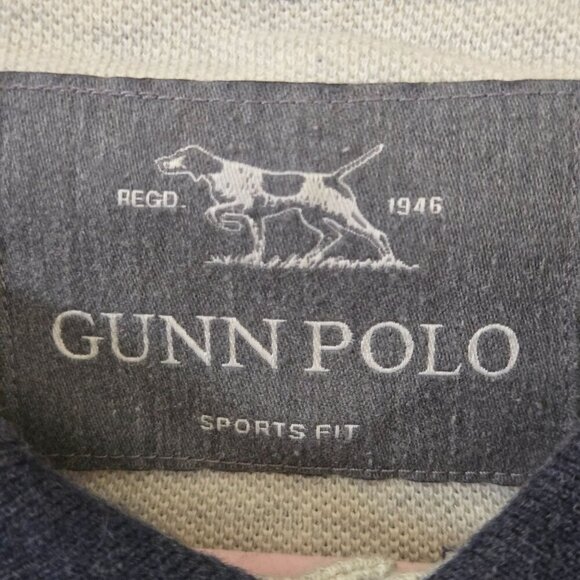 REGD. 1946
GUNN POLO
SPORTS FIT